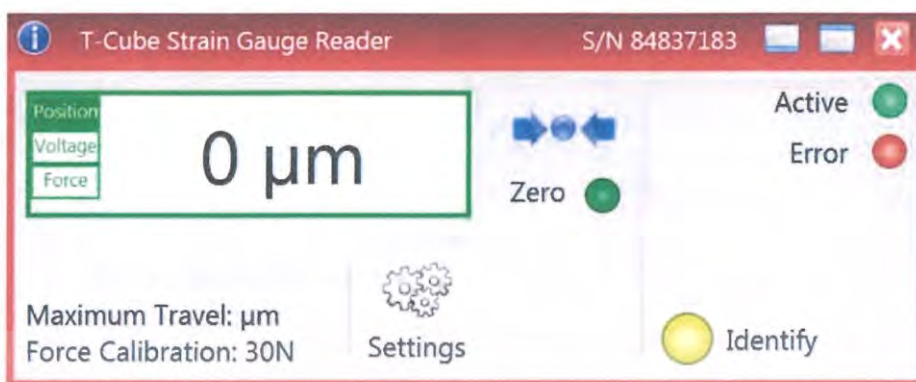 T-Cube Strain Gauge Reader S/N 84837183
Position
Voltage
Force
0 µm
Zero
Active
Error
Maximum Travel: µm
Force Calibration: 30N
Settings
Identify